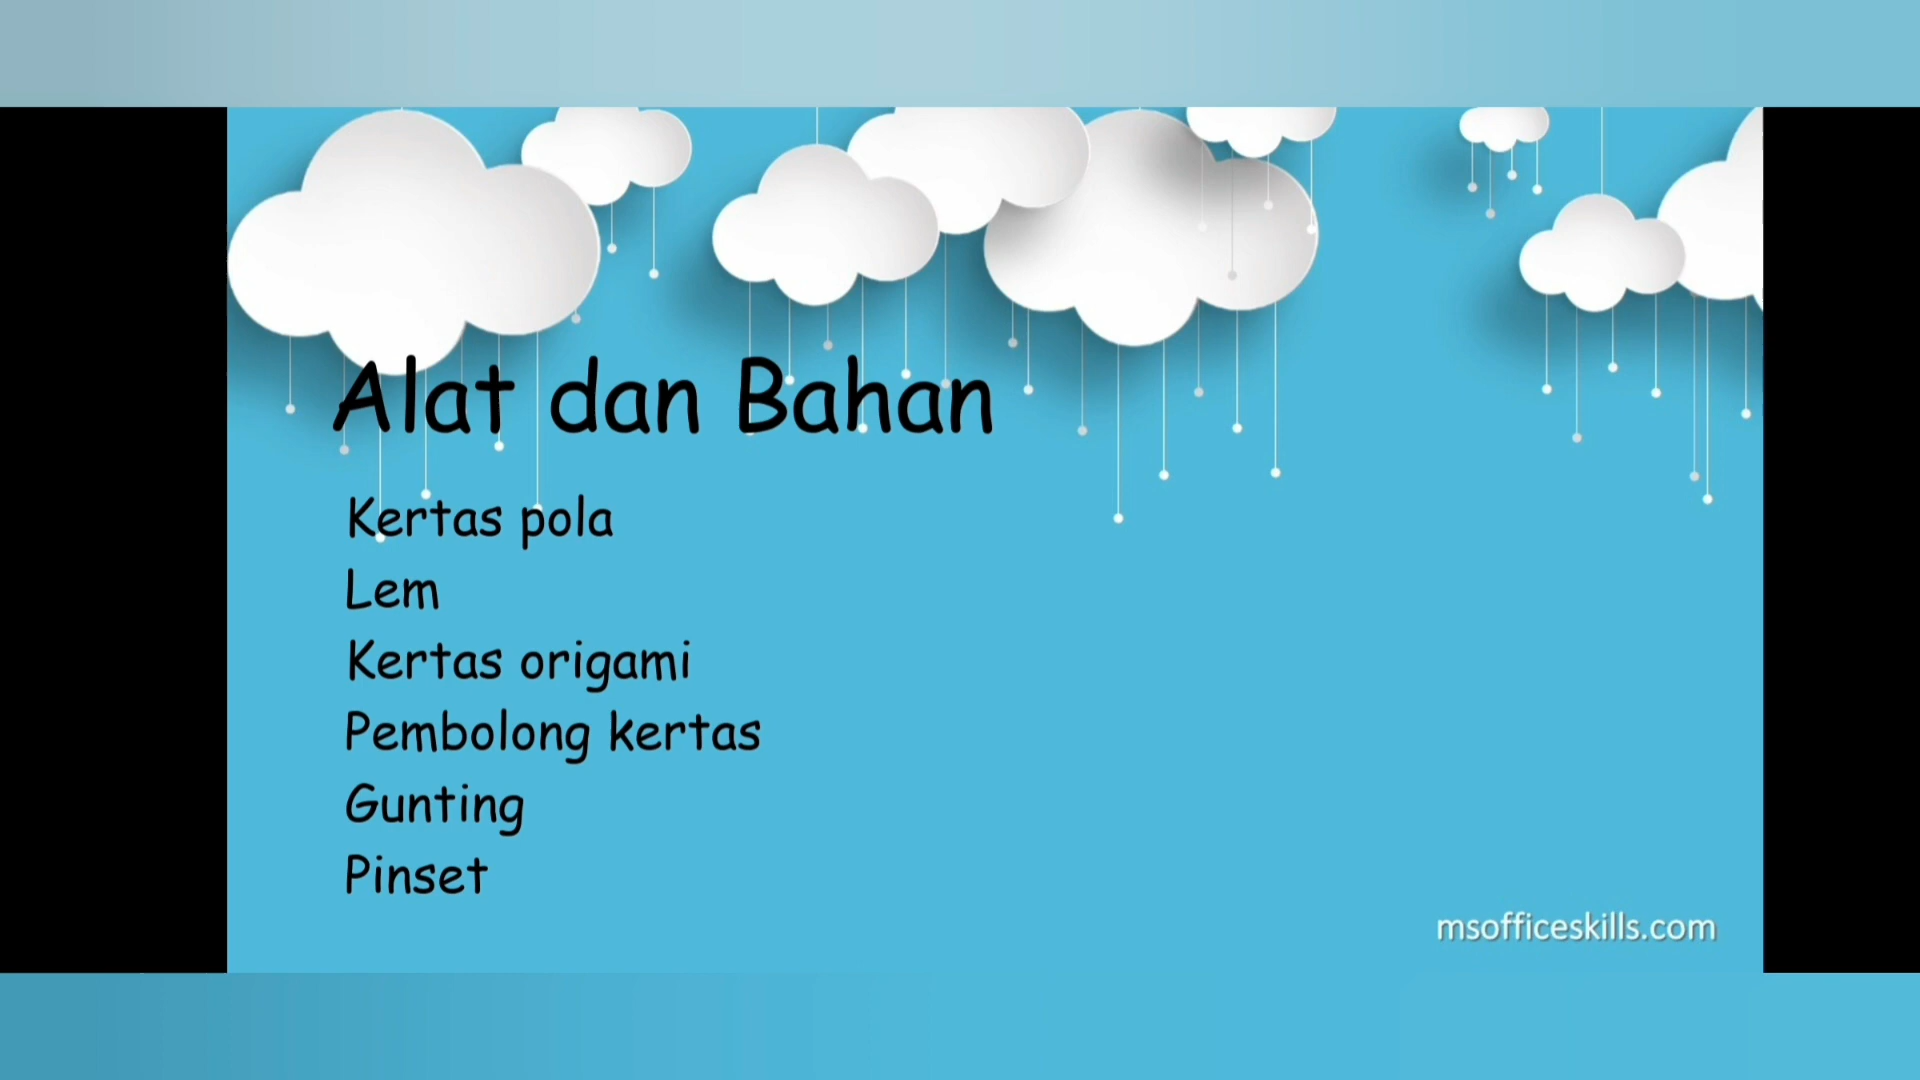 Alat dan Bahan
Kertas pola
Lem
Kertas origami
Pembolong kertas
Gunting
Pinset
msofficeskills.com